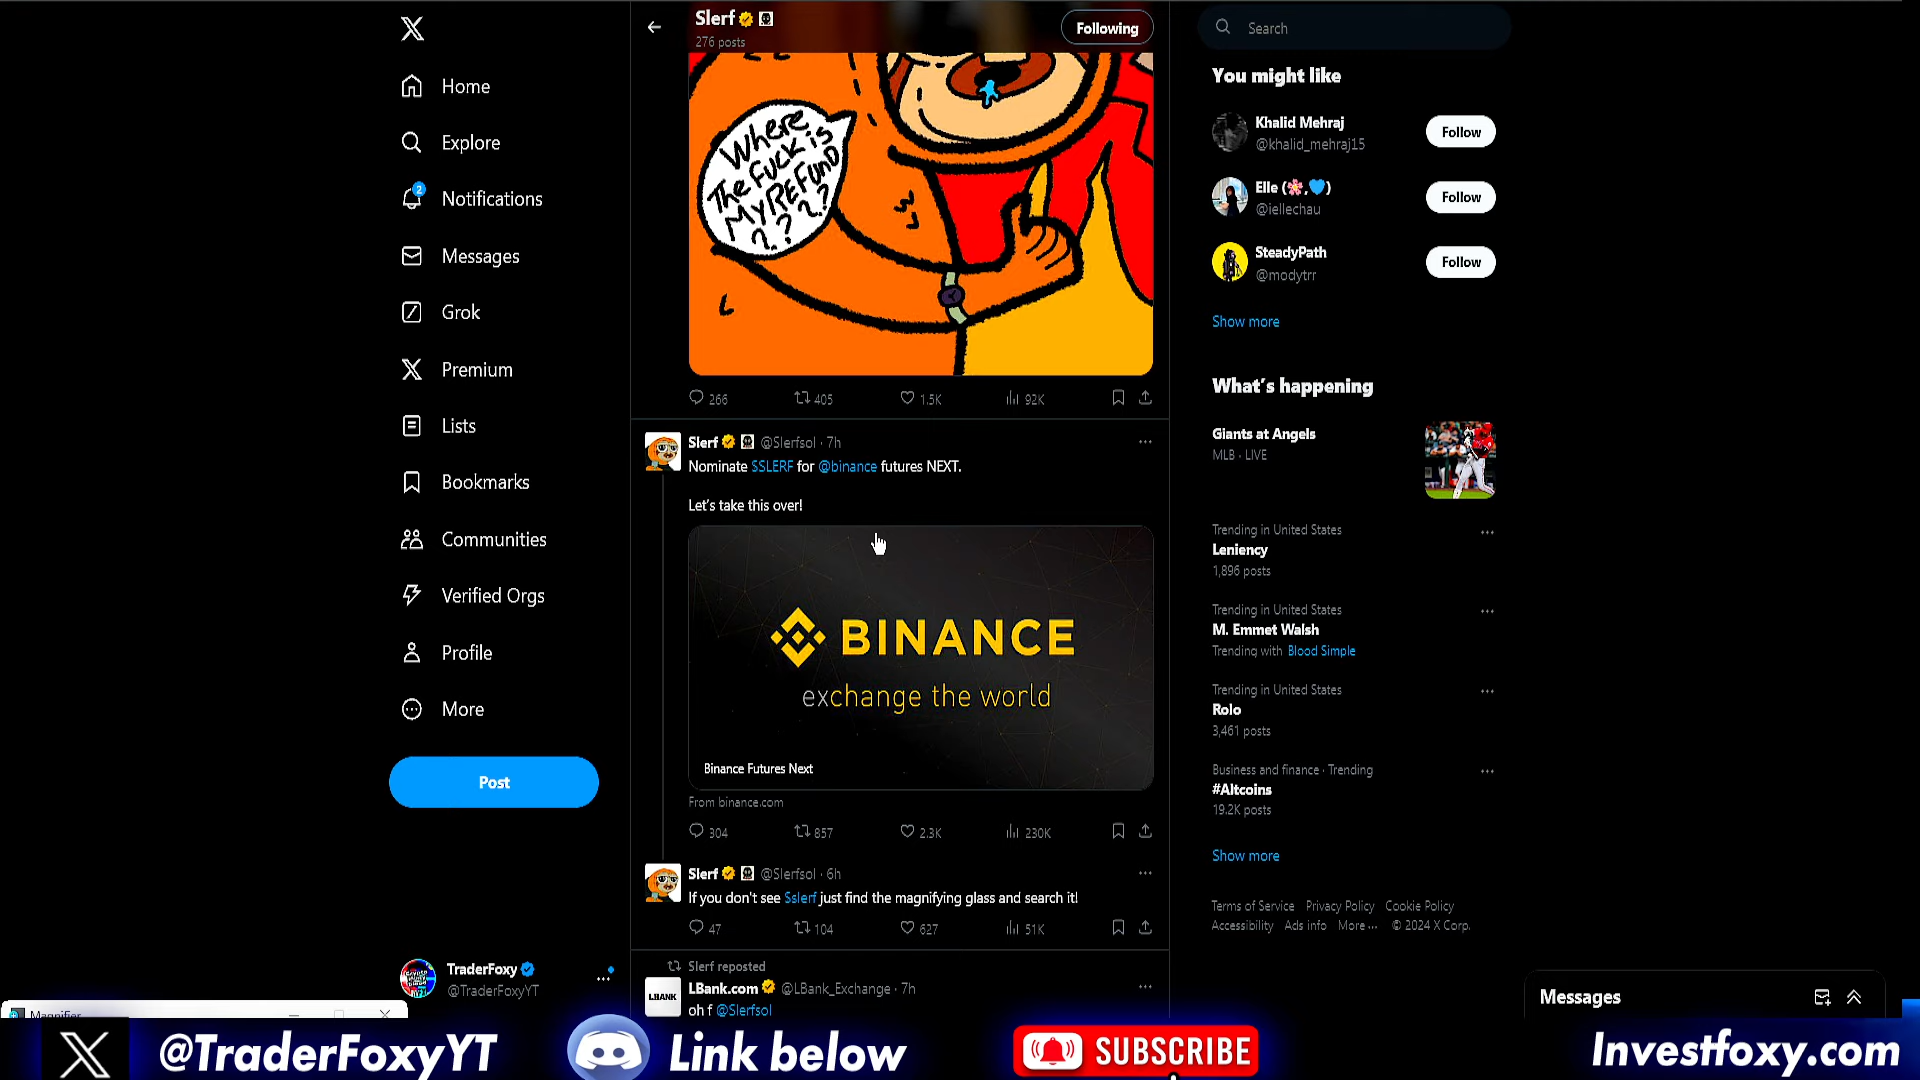 Slerf
276 posts
Following
Where
The Fuck is
My REFUND
?.? ?.?
266
405
1.5K
92K
Slerf @Slerfsol · 7h
Nominate $SLERF for @binance futures NEXT.
Let's take this over!
BINANCE
exchange the world
Binance Futures Next
From binance.com
304
857
2.3K
230K
Slerf @Slerfsol · 6h
If you don't see $slerf just find the magnifying glass and search it!
47
104
627
51K
Slerf reposted
LBank.com @LBank_Exchange · 7h
oh f @Slerfsol
LBANK
Home
Explore
2
Notifications
Messages
Grok
Premium
Lists
Bookmarks
Communities
Verified Orgs
Profile
More
Post
TraderFoxy
@TraderFoxyYT
Magnifier
Search
You might like
Khalid Mehraj
@khalid_mehraj15
Follow
Elle (🌸,💙)
@iellechau
Follow
SteadyPath
@modytrr
Follow
Show more
What's happening
Giants at Angels
MLB · LIVE
Trending in United States
Leniency
1,896 posts
Trending in United States
M. Emmet Walsh
Trending with Blood Simple
Trending in United States
Rolo
3,461 posts
Business and finance · Trending
#Altcoins
19.2K posts
Show more
Terms of Service Privacy Policy Cookie Policy
Accessibility Ads info More ··· © 2024 X Corp.
Messages
@TraderFoxyYT
Link below
SUBSCRIBE
Investfoxy.com